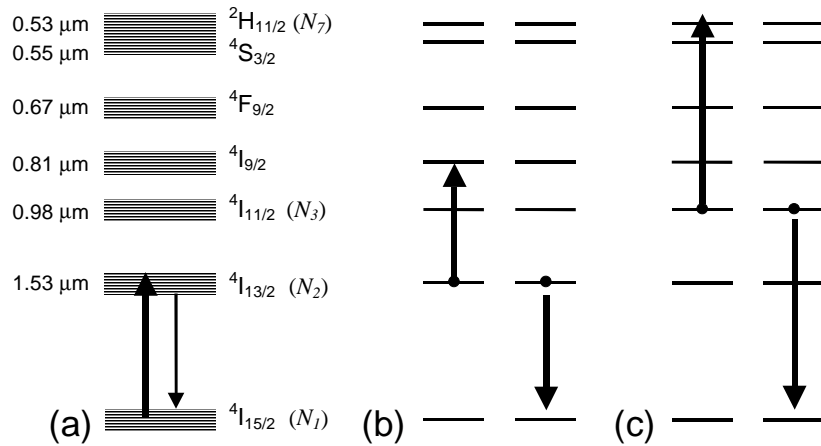 0.53 μm ²H₁₁/₂ (N₇)
0.55 μm ⁴S₃/₂
0.67 μm ⁴F₉/₂
0.81 μm ⁴I₉/₂
0.98 μm ⁴I₁₁/₂ (N₃)
1.53 μm ⁴I₁₃/₂ (N₂)
(a) ⁴I₁₅/₂ (N₁) (b) (c)